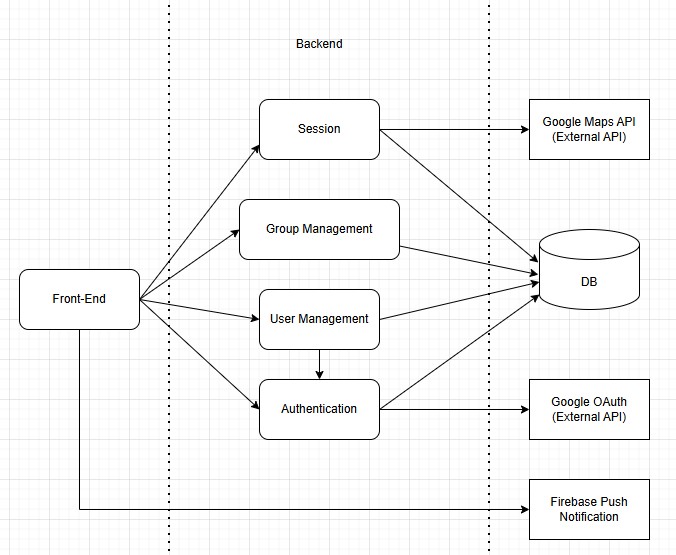 Backend
Session
Google Maps API
(External API)
Group Management
Front-End
DB
User Management
Authentication
Google OAuth
(External API)
Firebase Push
Notification